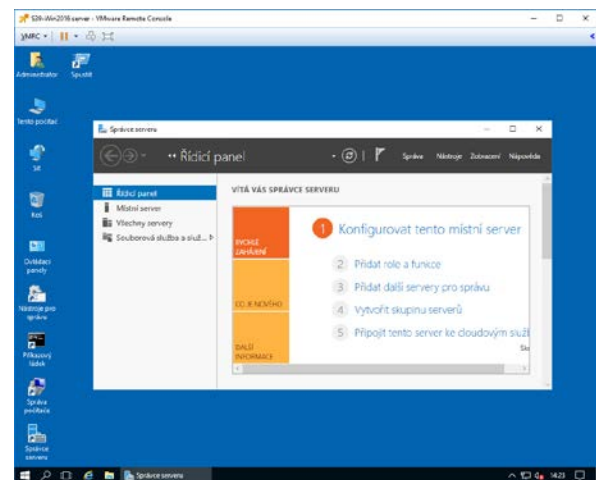 S39-Win2016 server - VMware Remote Console
VMRC
Administrator
Spustit
Tento počítač
Síť
Koš
Ovládací
panely
Nástroje pro
správu
Příkazový
řádek
Správa
počítače
Správce
serveru
Správce serveru
Řídicí panel
Správa Nástroje Zobrazení Nápověda
Řídicí panel
Místní server
Všechny servery
Souborová služba a služ...
VÍTÁ VÁS SPRÁVCE SERVERU
RYCHLÉ
ZAHÁJENÍ
CO JE NOVÉHO
DALŠÍ
INFORMACE
1 Konfigurovat tento místní server
2 Přidat role a funkce
3 Přidat další servery pro správu
4 Vytvořit skupinu serverů
5 Připojit tento server ke cloudovým služ
Správce serveru
14:23